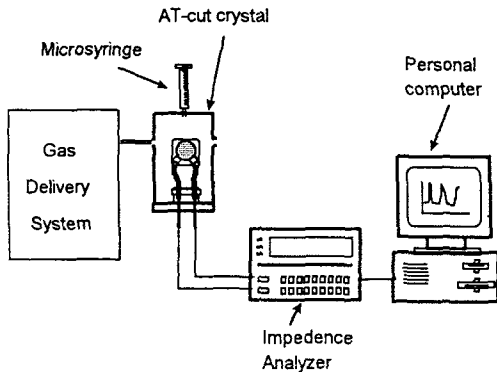 AT-cut crystal
Microsyringe
Personal
computer
Gas
Delivery
System
Impedence
Analyzer